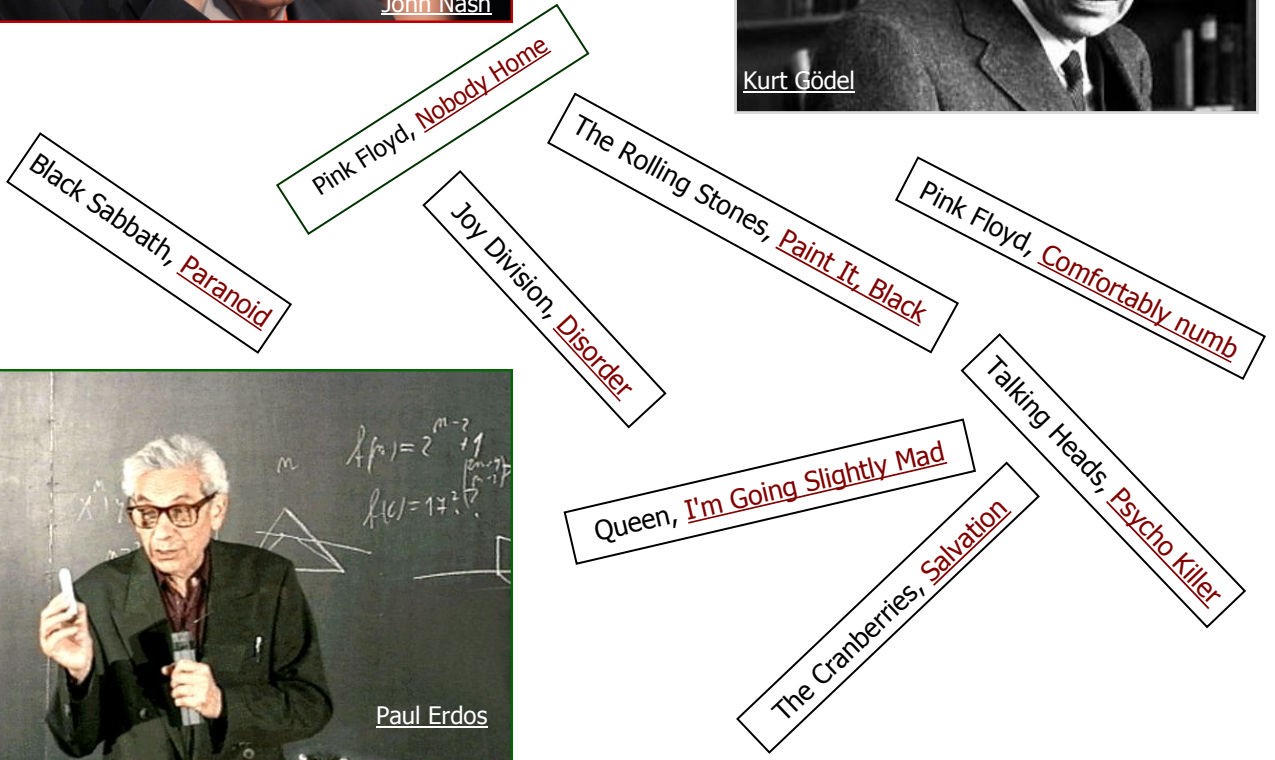 John Nash
Kurt Gödel
Pink Floyd, Nobody Home
The Rolling Stones, Paint It, Black
Black Sabbath, Paranoid
Joy Division, Disorder
Pink Floyd, Comfortably numb
Talking Heads, Psycho Killer
Queen, I'm Going Slightly Mad
The Cranberries, Salvation
Paul Erdos